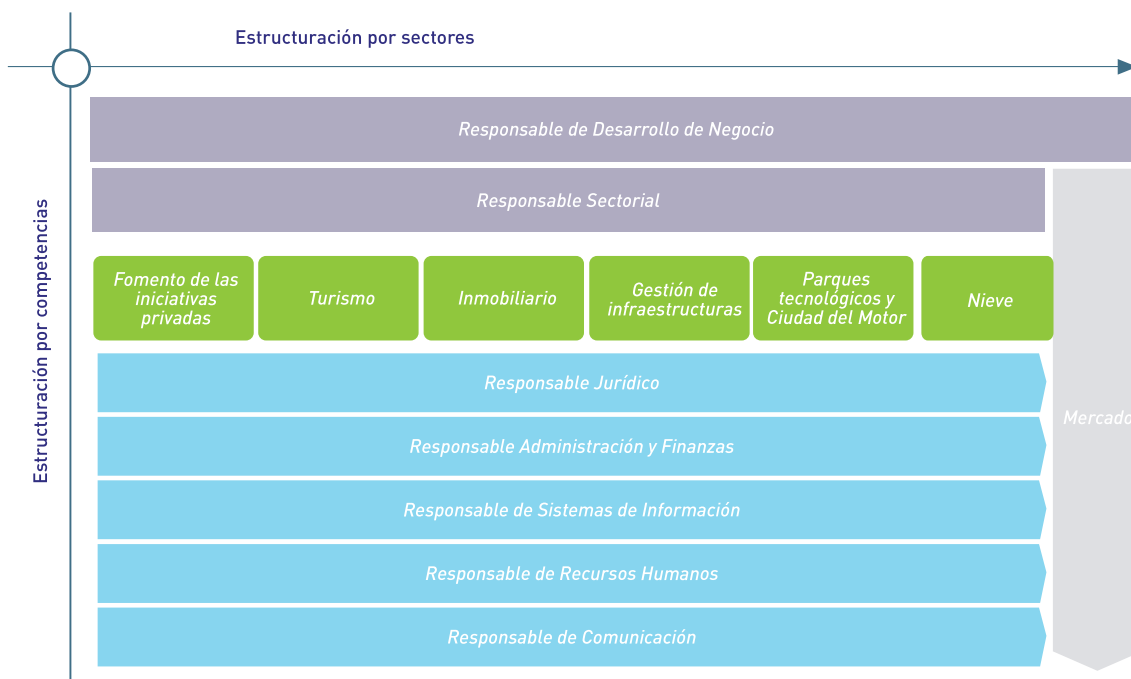 Estructuración por sectores
Estructuración por competencias
Responsable de Desarrollo de Negocio
Responsable Sectorial
Fomento de las
iniciativas
privadas
Turismo
Inmobiliario
Gestión de
infraestructuras
Parques
tecnológicos y
Ciudad del Motor
Nieve
Mercado
Responsable Jurídico
Responsable Administración y Finanzas
Responsable de Sistemas de Información
Responsable de Recursos Humanos
Responsable de Comunicación